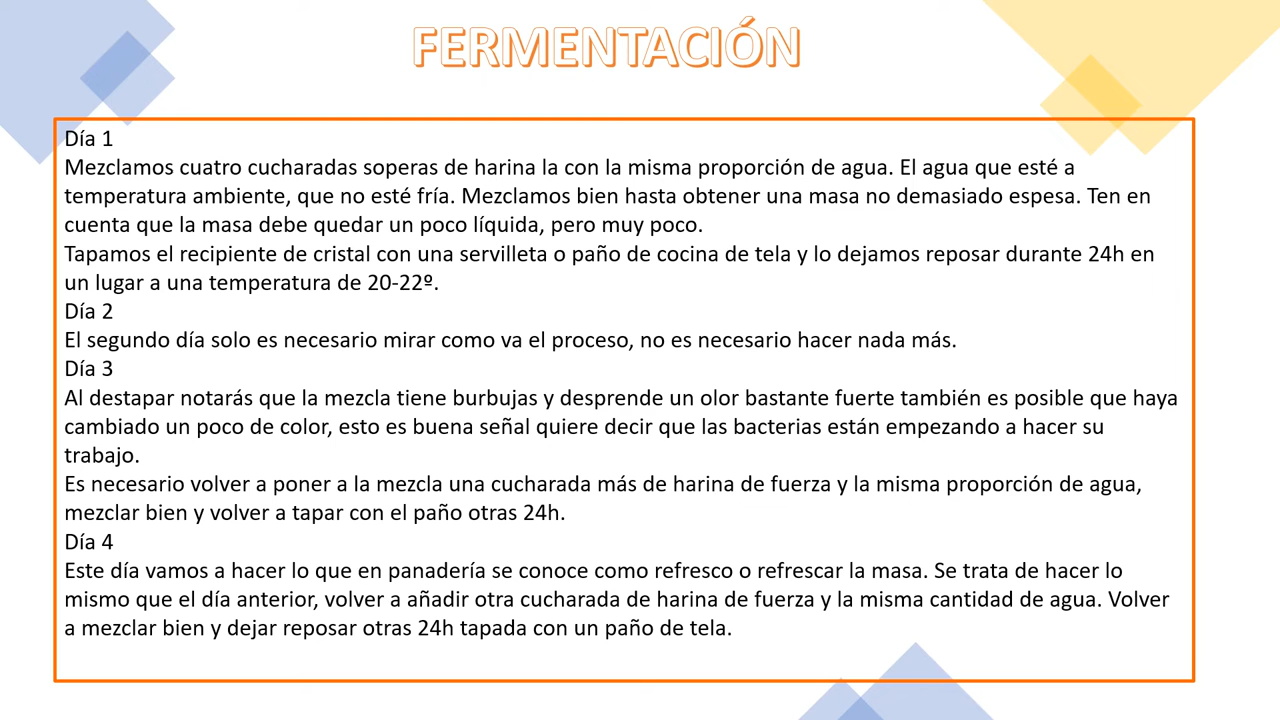 FERMENTACIÓN
Día 1
Mezclamos cuatro cucharadas soperas de harina la con la misma proporción de agua. El agua que esté a
temperatura ambiente, que no esté fría. Mezclamos bien hasta obtener una masa no demasiado espesa. Ten en
cuenta que la masa debe quedar un poco líquida, pero muy poco.
Tapamos el recipiente de cristal con una servilleta o paño de cocina de tela y lo dejamos reposar durante 24h en
un lugar a una temperatura de 20-22º.
Día 2
El segundo día solo es necesario mirar como va el proceso, no es necesario hacer nada más.
Día 3
Al destapar notarás que la mezcla tiene burbujas y desprende un olor bastante fuerte también es posible que haya
cambiado un poco de color, esto es buena señal quiere decir que las bacterias están empezando a hacer su
trabajo.
Es necesario volver a poner a la mezcla una cucharada más de harina de fuerza y la misma proporción de agua,
mezclar bien y volver a tapar con el paño otras 24h.
Día 4
Este día vamos a hacer lo que en panadería se conoce como refresco o refrescar la masa. Se trata de hacer lo
mismo que el día anterior, volver a añadir otra cucharada de harina de fuerza y la misma cantidad de agua. Volver
a mezclar bien y dejar reposar otras 24h tapada con un paño de tela.